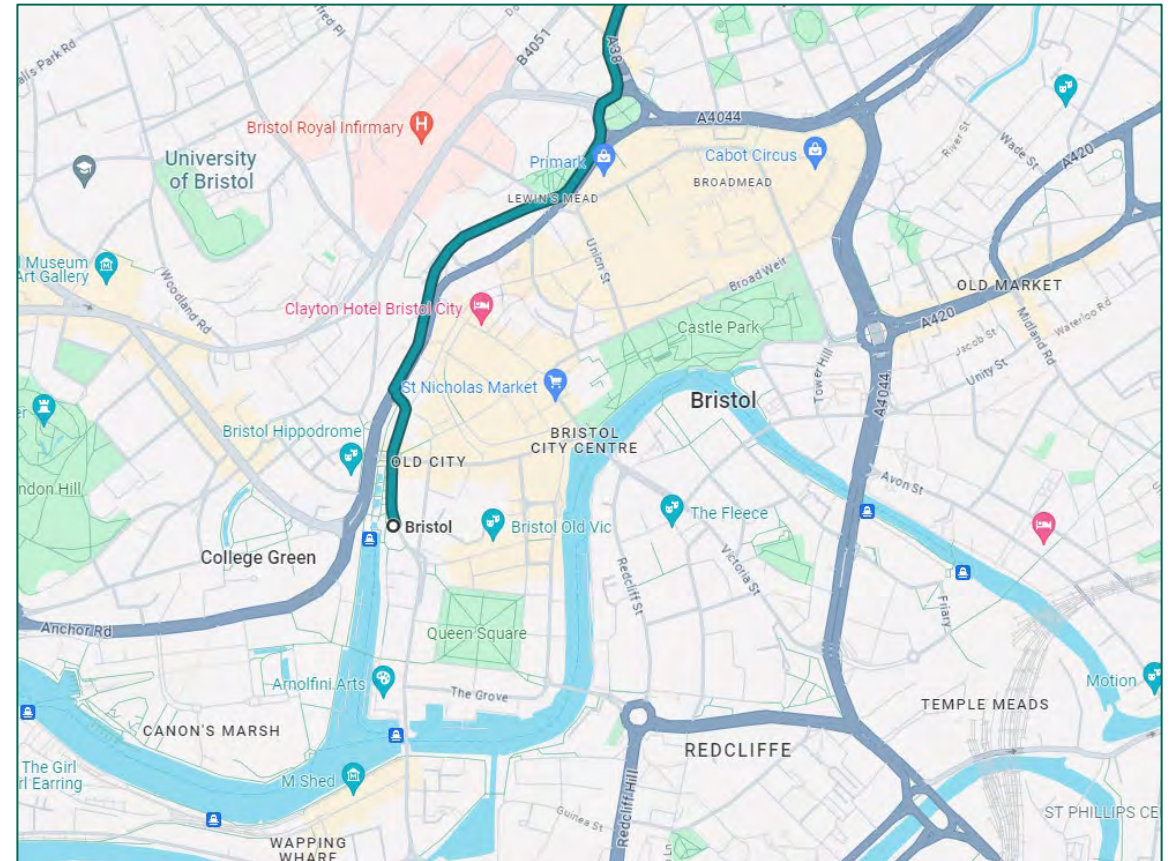 A38
B4051
A4044
Bristol Royal Infirmary
H
University
of Bristol
Primark
Cabot Circus
BROADMEAD
LEWIN'S MEAD
River St
Wade St
A420
l Museum
Art Gallery
Woodland Rd
Union St
Broad Weir
OLD MARKET
Clayton Hotel Bristol City
Castle Park
A420
Jacob St
Midland Rd
Waterloo Rd
Tower Hill
Unity St
St Nicholas Market
Bristol
A4044
Bristol Hippodrome
BRISTOL
CITY CENTRE
OLD CITY
ndon Hill
Avon St
Bristol
Bristol Old Vic
The Fleece
College Green
Victoria St
Redcliff St
Friary
Anchor Rd
Queen Square
Arnolfini Arts
The Grove
Motion
TEMPLE MEADS
CANON'S MARSH
REDCLIFFE
The Girl
rl Earring
M Shed
Redcliff Hill
Guinea St
ST PHILLIPS CE
WAPPING
WHARF